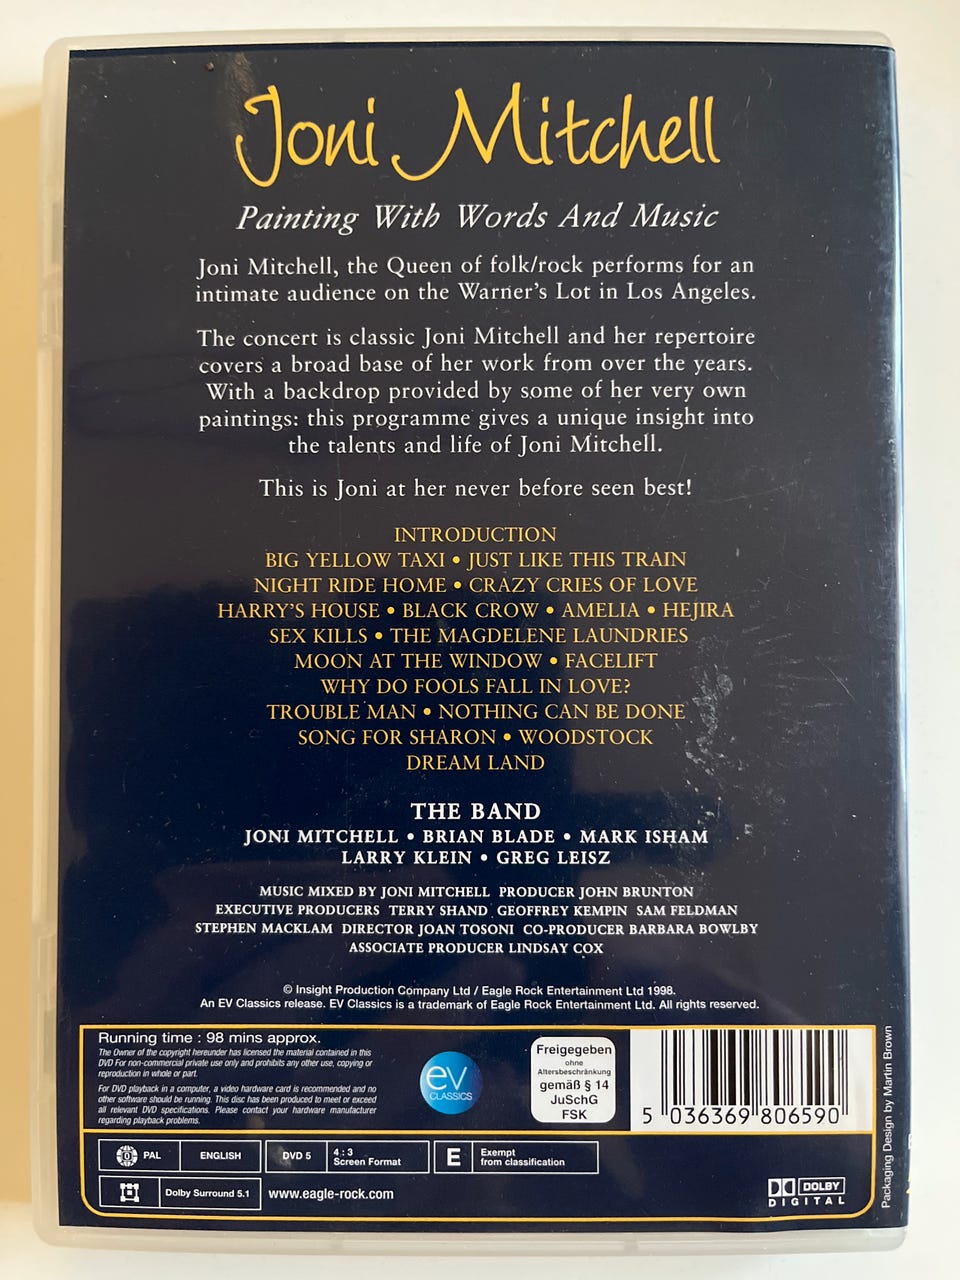 Joni Mitchell
Painting With Words And Music
Joni Mitchell, the Queen of folk/rock performs for an
intimate audience on the Warner's Lot in Los Angeles.
The concert is classic Joni Mitchell and her repertoire
covers a broad base of her work from over the years.
With a backdrop provided by some of her very own
paintings: this programme gives a unique insight into
the talents and life of Joni Mitchell.
This is Joni at her never before seen best!
INTRODUCTION
BIG YELLOW TAXI • JUST LIKE THIS TRAIN
NIGHT RIDE HOME • CRAZY CRIES OF LOVE
HARRY'S HOUSE • BLACK CROW • AMELIA • HEJIRA
SEX KILLS • THE MAGDELENE LAUNDRIES
MOON AT THE WINDOW • FACELIFT
WHY DO FOOLS FALL IN LOVE?
TROUBLE MAN • NOTHING CAN BE DONE
SONG FOR SHARON • WOODSTOCK
DREAM LAND
THE BAND
JONI MITCHELL • BRIAN BLADE • MARK ISHAM
LARRY KLEIN • GREG LEISZ
MUSIC MIXED BY JONI MITCHELL PRODUCER JOHN BRUNTON
EXECUTIVE PRODUCERS TERRY SHAND GEOFFREY KEMPIN SAM FELDMAN
STEPHEN MACKLAM DIRECTOR JOAN TOSONI CO-PRODUCER BARBARA BOWLBY
ASSOCIATE PRODUCER LINDSAY COX
© Insight Production Company Ltd / Eagle Rock Entertainment Ltd 1998.
An EV Classics release. EV Classics is a trademark of Eagle Rock Entertainment Ltd. All rights reserved.
Running time : 98 mins approx.
The Owner of the copyright hereunder has licensed the material contained in this
DVD For non-commercial private use only and prohibits any other use, copying or
reproduction in whole or part.
For DVD playback in a computer, a video hardware card is recommended and no
other software should be running. This disc has been produced to meet or exceed
all relevant DVD specifications. Please contact your hardware manufacturer
regarding playback problems.
ev
CLASSICS
Freigegeben
ohne
Altersbeschränkung
gemäß § 14
JuSchG
FSK
5 036369 806590
Packaging Design by Martin Brown
0 PAL
ENGLISH
DVD 5
4 : 3
Screen Format
E
Exempt
from classification
Dolby Surround 5.1
www.eagle-rock.com
DOLBY
DIGITAL